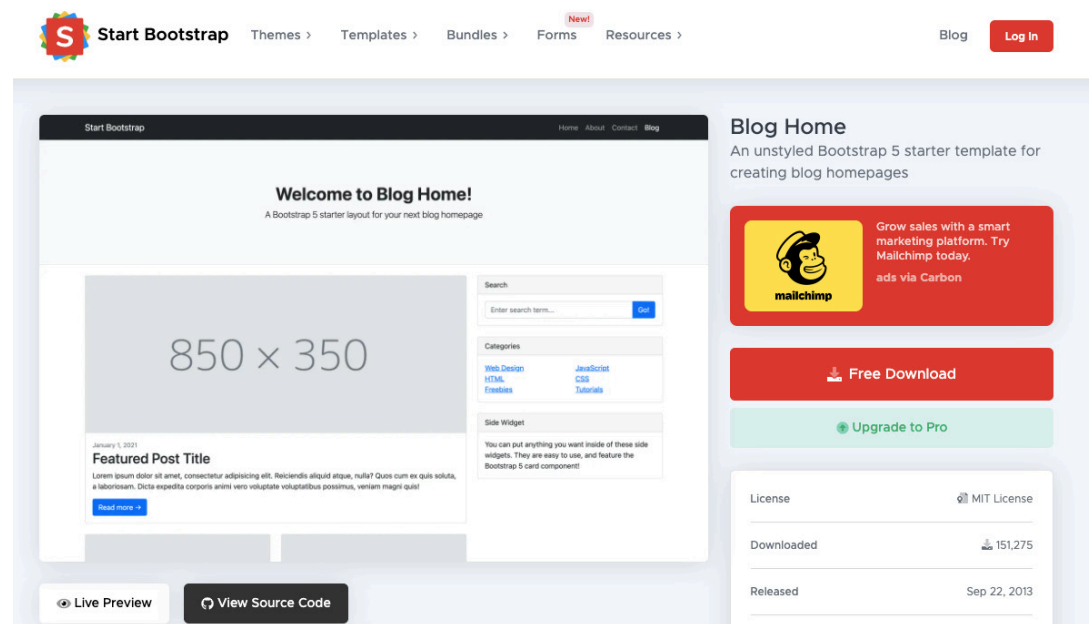 New!
S Start Bootstrap Themes > Templates > Bundles > Forms Resources > Blog Log In
Start Bootstrap Home About Contact Blog
Welcome to Blog Home!
A Bootstrap 5 starter layout for your next blog homepage
850 × 350
January 1, 2021
Featured Post Title
Lorem ipsum dolor sit amet, consectetur adipisicing elit. Reiciendis aliquid atque, nulla? Quos cum ex quis soluta,
a laboriosam. Dicta expedita corporis animi vero voluptate voluptatibus possimus, veniam magni quis!
Read more →
Search
Enter search term... Go!
Categories
Web Design JavaScript
HTML CSS
Freebies Tutorials
Side Widget
You can put anything you want inside of these side
widgets. They are easy to use, and feature the
Bootstrap 5 card component!
Live Preview View Source Code
Blog Home
An unstyled Bootstrap 5 starter template for
creating blog homepages
mailchimp
Grow sales with a smart
marketing platform. Try
Mailchimp today.
ads via Carbon
Free Download
Upgrade to Pro
License MIT License
Downloaded 151,275
Released Sep 22, 2013